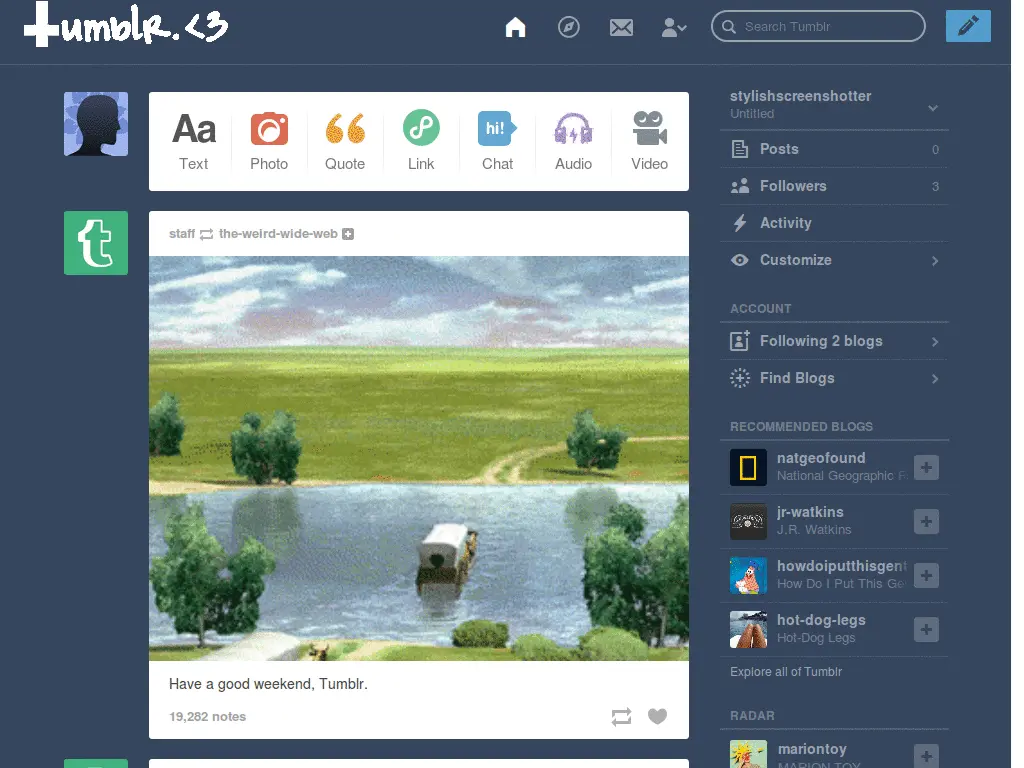 tumblr. <3
Search Tumblr
Aa
hi!
Text
Photo
Quote
Link
Chat
Audio
Video
t
staff the-weird-wide-web
Have a good weekend, Tumblr.
19,282 notes
stylishscreenshotter
Untitled
Posts 0
Followers 3
Activity
Customize
ACCOUNT
Following 2 blogs
Find Blogs
RECOMMENDED BLOGS
natgeofound
National Geographic F
jr-watkins
J.R. Watkins
howdoiputthisgent
How Do I Put This Ge
hot-dog-legs
Hot-Dog Legs
Explore all of Tumblr
RADAR
mariontoy
MARION TOY